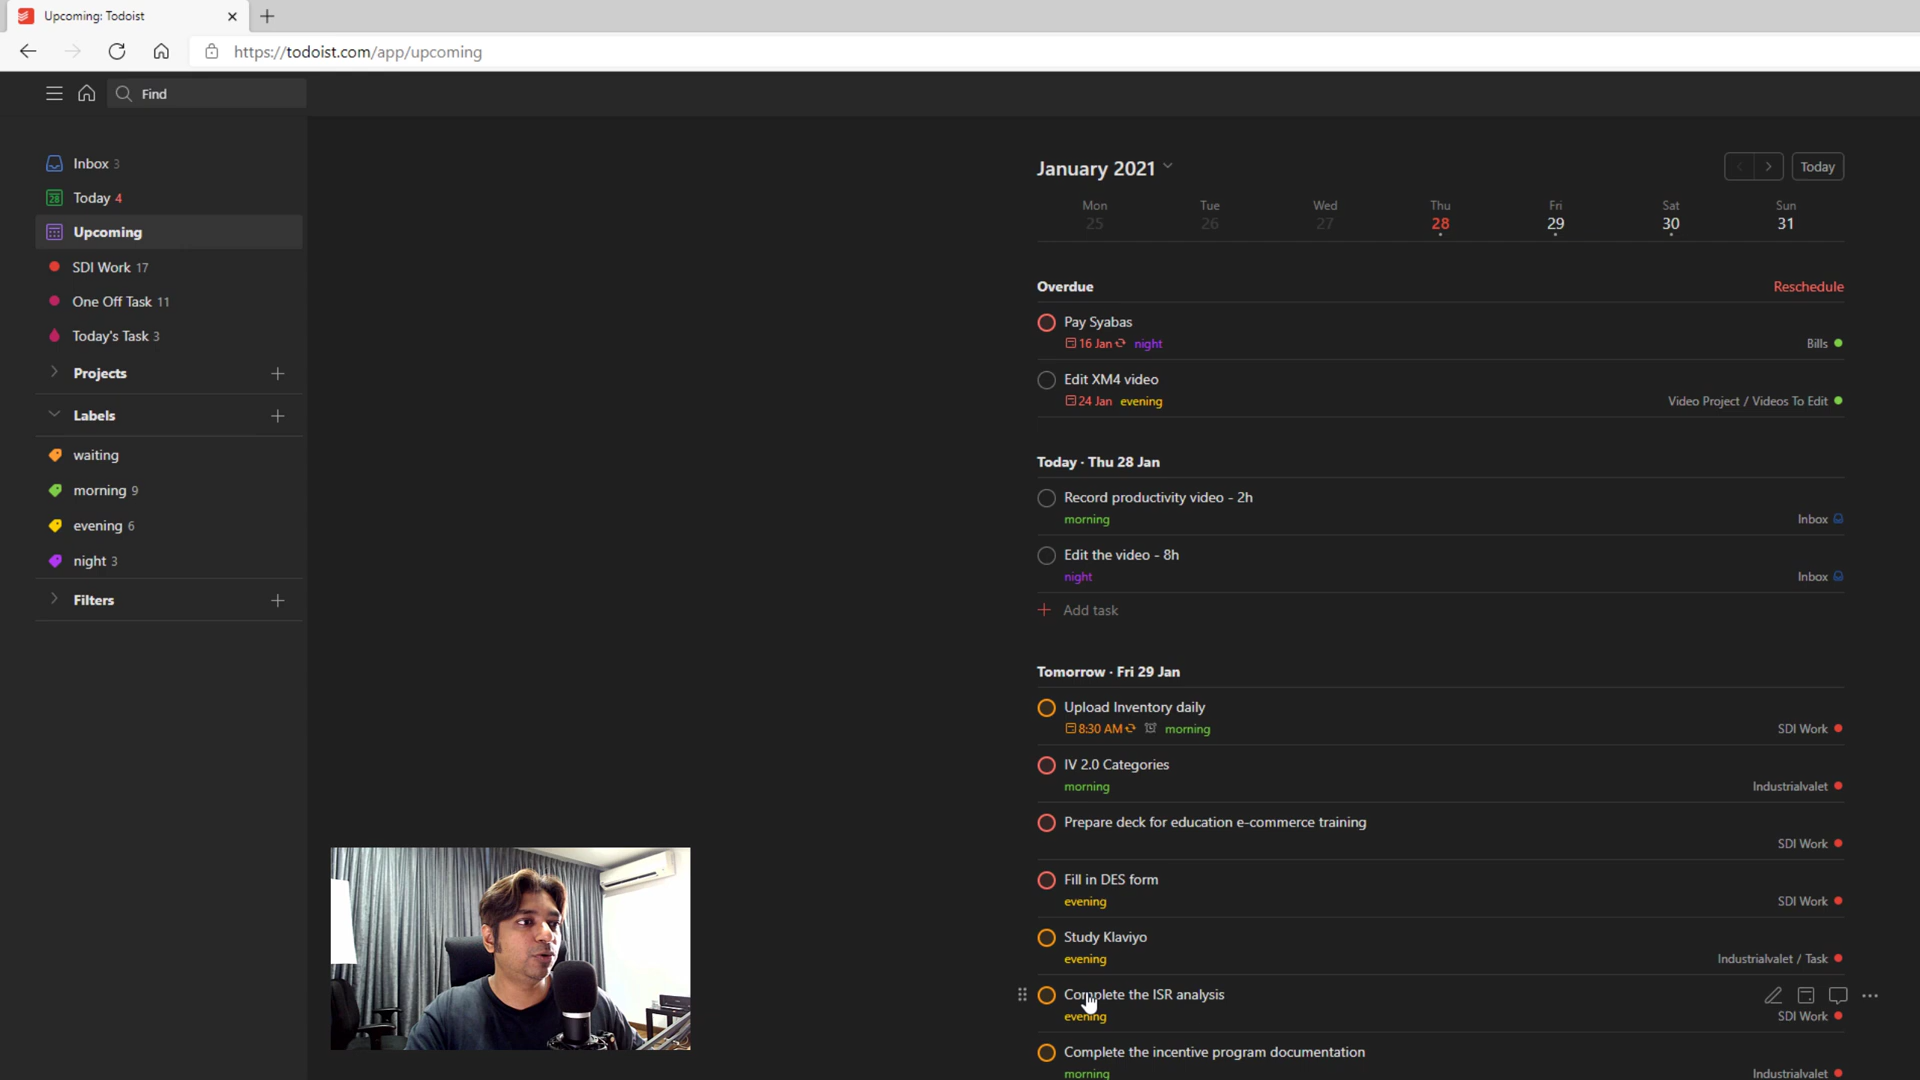 Upcoming: Todoist
https://todoist.com/app/upcoming
Find
Inbox 3
28 Today 4
Upcoming
SDI Work 17
One Off Task 11
Today's Task 3
Projects
Labels
waiting
morning 9
evening 6
night 3
Filters
January 2021
Today
Mon Tue Wed Thu Fri Sat Sun
25 26 27 28 29 30 31
Overdue Reschedule
Pay Syabas
16 Jan night Bills
Edit XM4 video
24 Jan evening Video Project / Videos To Edit
Today · Thu 28 Jan
Record productivity video - 2h
morning Inbox
Edit the video - 8h
night Inbox
Add task
Tomorrow · Fri 29 Jan
Upload Inventory daily
8:30 AM morning SDI Work
IV 2.0 Categories
morning Industrialvalet
Prepare deck for education e-commerce training
SDI Work
Fill in DES form
evening SDI Work
Study Klaviyo
evening Industrialvalet / Task
Complete the ISR analysis
evening SDI Work
Complete the incentive program documentation
morning Industrialvalet